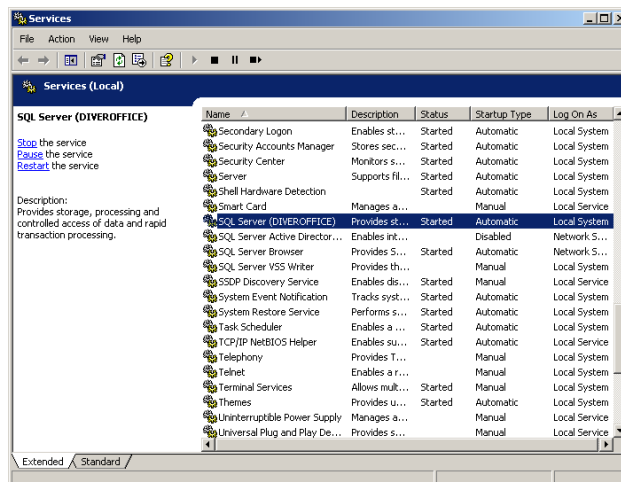 Services
File Action View Help
Services (Local)
SQL Server (DIVEROFFICE)
Stop the service
Pause the service
Restart the service
Description:
Provides storage, processing and
controlled access of data and rapid
transaction processing.
Name Description Status Startup Type Log On As
Secondary Logon Enables st... Started Automatic Local System
Security Accounts Manager Stores sec... Started Automatic Local System
Security Center Monitors s... Started Automatic Local System
Server Supports fil... Started Automatic Local System
Shell Hardware Detection Started Automatic Local System
Smart Card Manages a... Manual Local Service
SQL Server (DIVEROFFICE) Provides st... Started Automatic Local System
SQL Server Active Director... Enables int... Disabled Network S...
SQL Server Browser Provides S... Started Automatic Network S...
SQL Server VSS Writer Provides th... Manual Local System
SSDP Discovery Service Enables dis... Started Manual Local Service
System Event Notification Tracks syst... Started Automatic Local System
System Restore Service Performs s... Started Automatic Local System
Task Scheduler Enables a ... Started Automatic Local System
TCP/IP NetBIOS Helper Enables su... Started Automatic Local Service
Telephony Provides T... Manual Local System
Telnet Enables a r... Manual Local System
Terminal Services Allows mult... Started Manual Local System
Themes Provides u... Started Automatic Local System
Uninterruptible Power Supply Manages a... Manual Local Service
Universal Plug and Play De... Provides s... Manual Local Service
Extended Standard